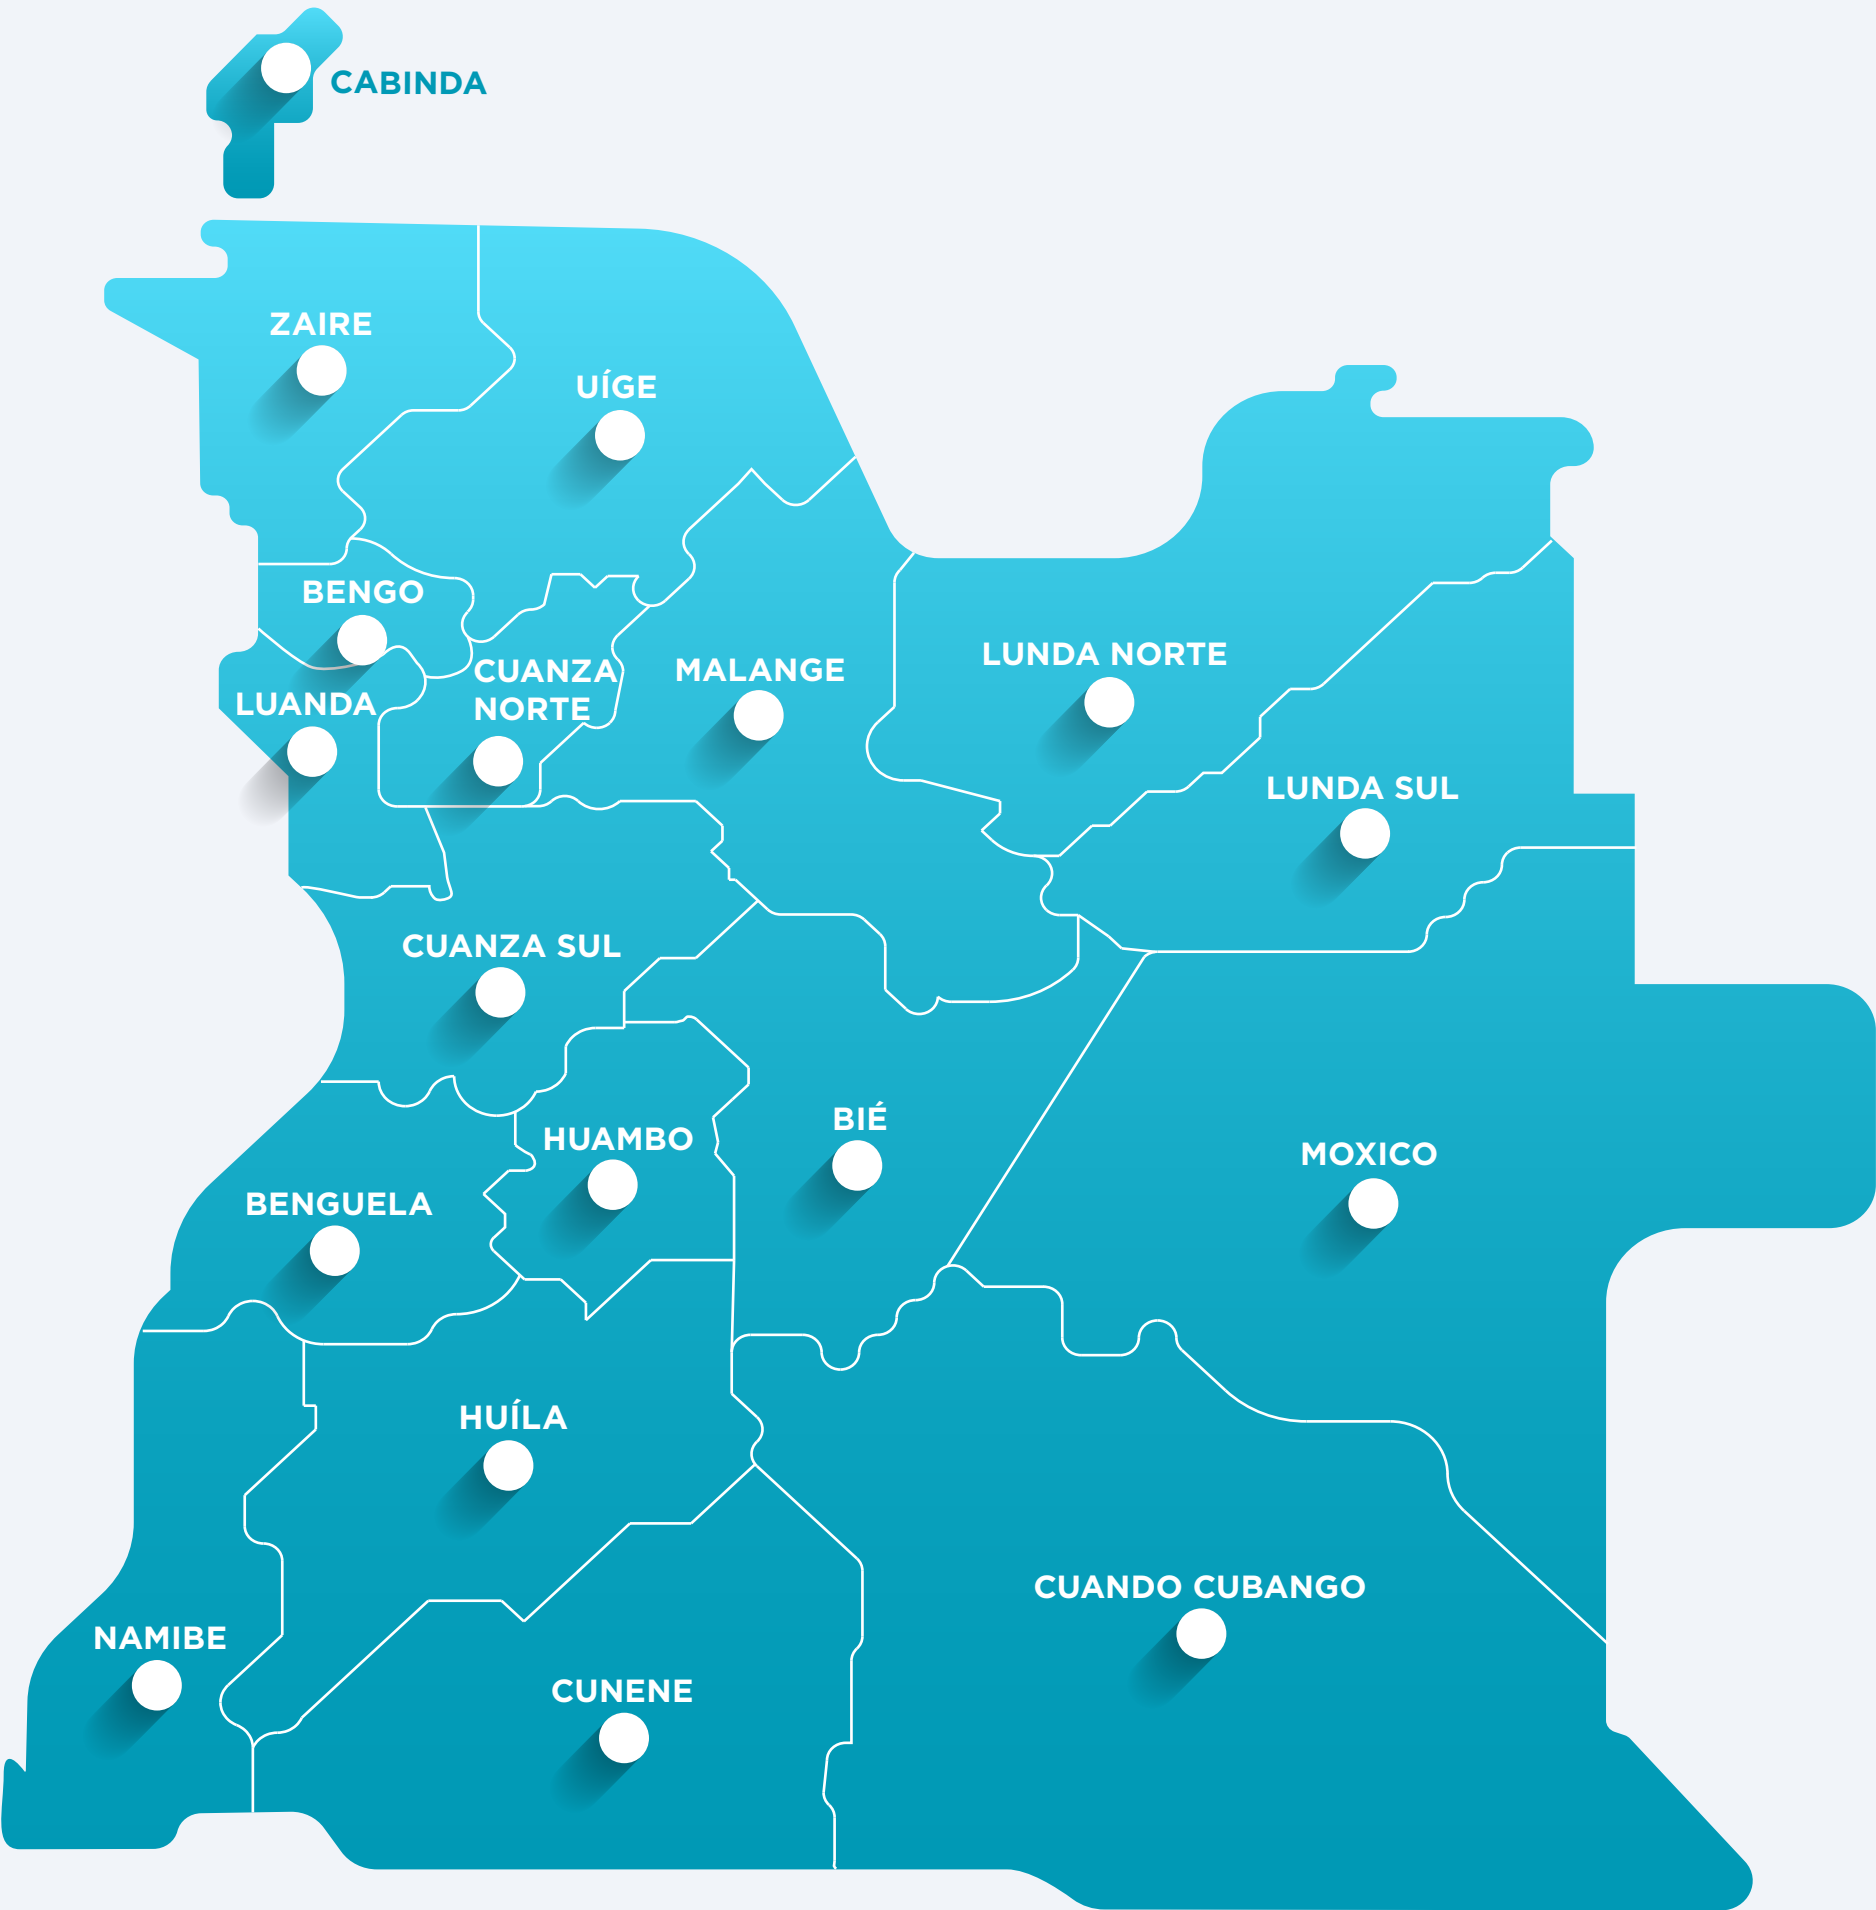 CABINDA
ZAIRE
UÍGE
BENGO
LUNDA NORTE
CUANZA
NORTE
MALANGE
LUANDA
LUNDA SUL
CUANZA SUL
BIÉ
HUAMBO
MOXICO
BENGUELA
HUÍLA
CUANDO CUBANGO
NAMIBE
CUNENE